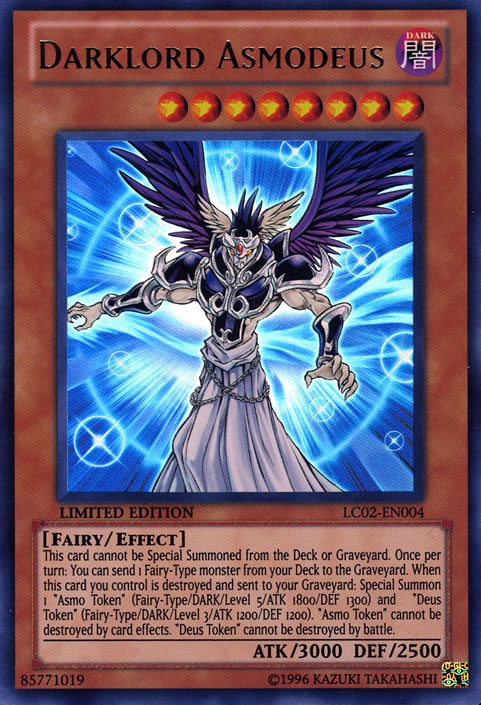 Darklord Asmodeus
DARK
闇
LIMITED EDITION
LC02-EN004
[Fairy/Effect]
This card cannot be Special Summoned from the Deck or Graveyard. Once per
turn: You can send 1 Fairy-Type monster from your Deck to the Graveyard. When
this card you control is destroyed and sent to your Graveyard: Special Summon
1 "Asmo Token" (Fairy-Type/DARK/Level 5/ATK 1800/DEF 1300) and "Deus
Token" (Fairy-Type/DARK/Level 3/ATK 1200/DEF 1200). "Asmo Token" cannot be
destroyed by card effects. "Deus Token" cannot be destroyed by battle.
ATK/3000 DEF/2500
85771019
©1996 KAZUKI TAKAHASHI